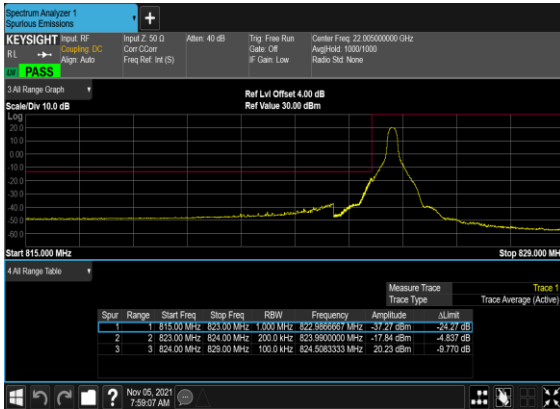 Spectrum Analyzer 1
Spurious Emissions
KEYSIGHT
RL
Input: RF
Coupling: DC
Align: Auto
Input Z: 50 Ω
Corr CCorr
Freq Ref: Int (S)
Atten: 40 dB
Trig: Free Run
Gate: Off
IF Gain: Low
Center Freq: 22.005000000 GHz
Avg|Hold: 1000/1000
Radio Std: None
PASS
3 All Range Graph
Scale/Div 10.0 dB
Ref Lvl Offset 4.00 dB
Ref Value 30.00 dBm
Log
20.0
10.0
0.00
-10.0
-20.0
-30.0
-40.0
-50.0
-60.0
Start 815.000 MHz
Stop 829.000 MH
4 All Range Table
Measure Trace Trace 1
Trace Type Trace Average (Active)
Spur Range Start Freq Stop Freq RBW Frequency Amplitude ΔLimit
1 1 815.00 MHz 823.00 MHz 1.000 MHz 822.9866667 MHz -37.27 dBm -24.27 dB
2 2 823.00 MHz 824.00 MHz 200.0 kHz 823.9900000 MHz -17.84 dBm -4.837 dB
3 3 824.00 MHz 829.00 MHz 100.0 kHz 824.5083333 MHz 20.23 dBm -9.770 dB
Nov 05, 2021
7:59:07 AM